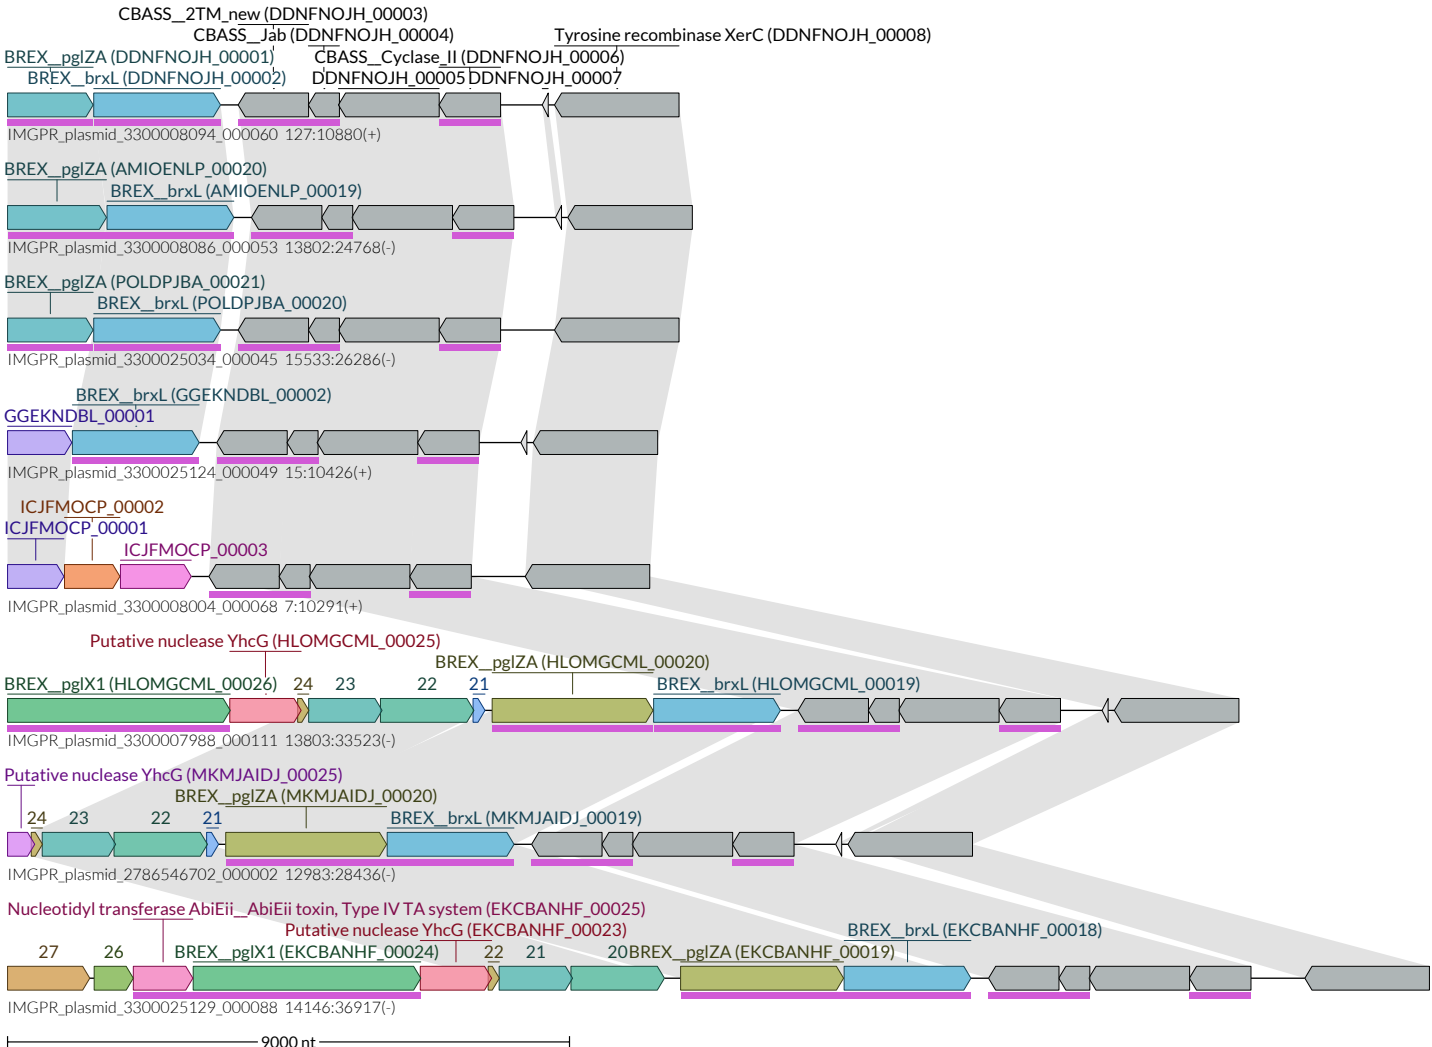 CBASS__2TM_new (DDNFNOJH_00003)
CBASS__Jab (DDNFNOJH_00004) Tyrosine recombinase XerC (DDNFNOJH_00008)
BREX__pglZA (DDNFNOJH_00001) CBASS__Cyclase_II (DDNFNOJH_00006)
BREX__brxL (DDNFNOJH_00002) DDNFNOJH_00005 DDNFNOJH_00007
IMGPR_plasmid_3300008094_000060 127:10880(+)
BREX__pglZA (AMIOENLP_00020)
BREX__brxL (AMIOENLP_00019)
IMGPR_plasmid_3300008086_000053 13802:24768(-)
BREX__pglZA (POLDPJBA_00021)
BREX__brxL (POLDPJBA_00020)
IMGPR_plasmid_3300025034_000045 15533:26286(-)
BREX__brxL (GGEKNDBL_00002)
GGEKNDBL_00001
IMGPR_plasmid_3300025124_000049 15:10426(+)
ICJFMOCP_00002
ICJFMOCP_00001
ICJFMOCP_00003
IMGPR_plasmid_3300008004_000068 7:10291(+)
Putative nuclease YhcG (HLOMGCML_00025)
BREX__pglZA (HLOMGCML_00020)
BREX__pglX1 (HLOMGCML_00026) 24 23 22 21 BREX__brxL (HLOMGCML_00019)
IMGPR_plasmid_3300007988_000111 13803:33523(-)
Putative nuclease YhcG (MKMJAIDJ_00025)
BREX__pglZA (MKMJAIDJ_00020)
24 23 22 21 BREX__brxL (MKMJAIDJ_00019)
IMGPR_plasmid_2786546702_000002 12983:28436(-)
Nucleotidyl transferase AbiEii__AbiEii toxin, Type IV TA system (EKCBANHF_00025)
Putative nuclease YhcG (EKCBANHF_00023) BREX__brxL (EKCBANHF_00018)
27 26 BREX__pglX1 (EKCBANHF_00024) 22 21 20 BREX__pglZA (EKCBANHF_00019)
IMGPR_plasmid_3300025129_000088 14146:36917(-)
9000 nt